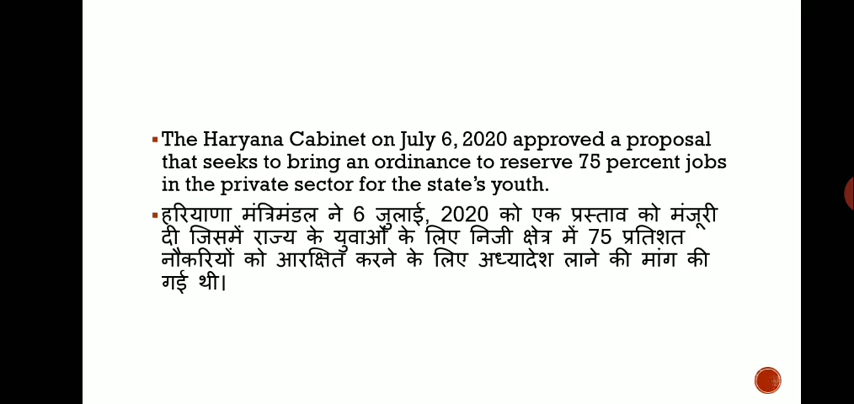 ▪The Haryana Cabinet on July 6, 2020 approved a proposal
that seeks to bring an ordinance to reserve 75 percent jobs
in the private sector for the state's youth.
▪हरियाणा मंत्रिमंडल ने 6 जुलाई, 2020 को एक प्रस्ताव को मंजूरी
दी जिसमें राज्य के युवाओं के लिए निजी क्षेत्र में 75 प्रतिशत
नौकरियों को आरक्षित करने के लिए अध्यादेश लाने की मांग की
गई थी।